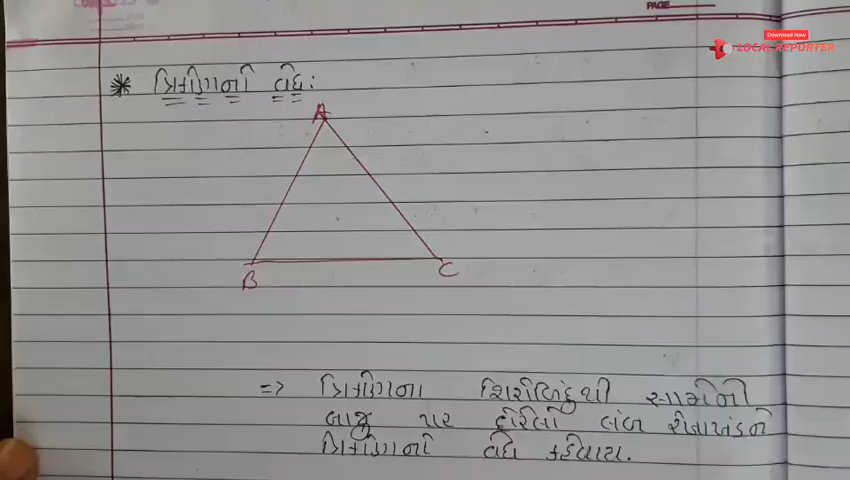 PAGE
Download Now
LOCAL REPORTER
* ત્રિકોણનો વેધ:
A
B
C
=> ત્રિકોણના શિરોબિંદુથી સામેની
બાજુ પર દોરેલો લંબ રેખાખંડને
ત્રિકોણનો વેધ કહેવાય.